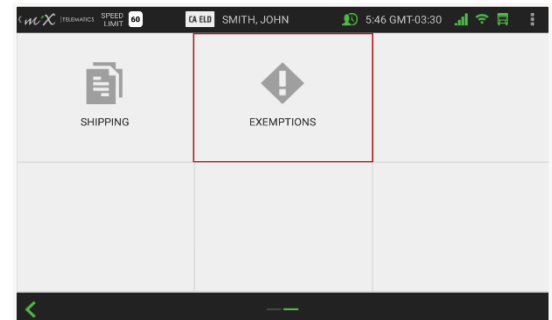 miX TELEMATICS SPEED LIMIT 60 CA ELD SMITH, JOHN 5:46 GMT-03:30
SHIPPING EXEMPTIONS